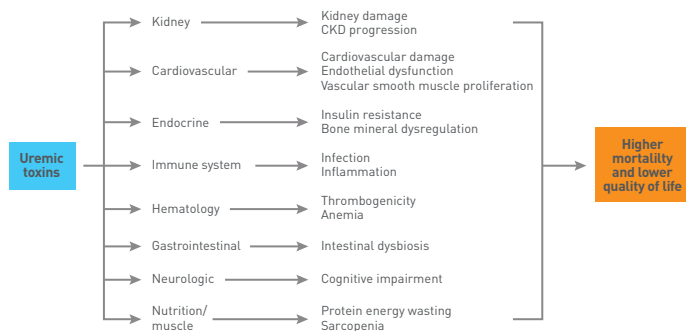 Uremic
toxins
Kidney
Kidney damage
CKD progression
Cardiovascular
Cardiovascular damage
Endothelial dysfunction
Vascular smooth muscle proliferation
Endocrine
Insulin resistance
Bone mineral dysregulation
Immune system
Infection
Inflammation
Hematology
Thrombogenicity
Anemia
Gastrointestinal
Intestinal dysbiosis
Neurologic
Cognitive impairment
Nutrition/
muscle
Protein energy wasting
Sarcopenia
Higher
mortalilty
and lower
quality of life